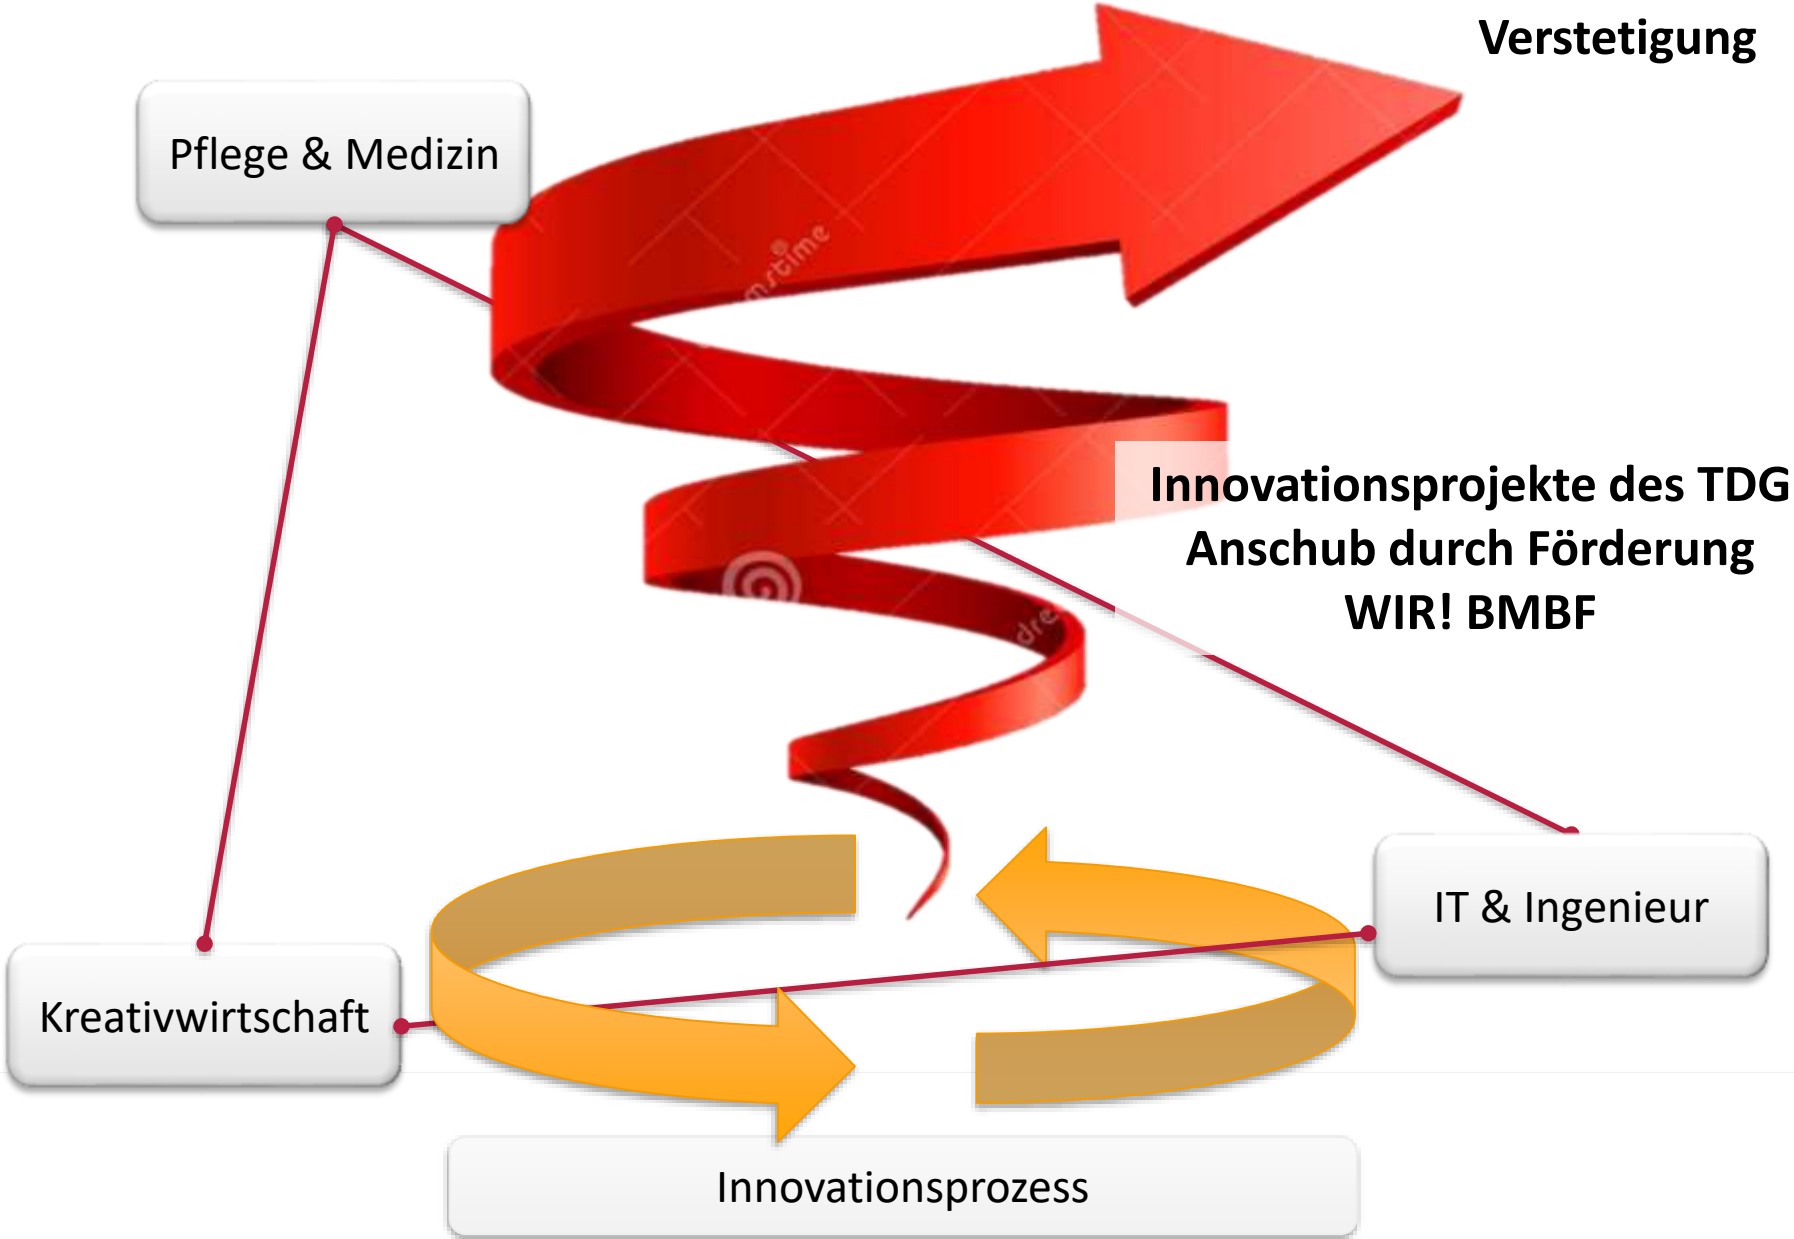 Verstetigung
Pflege & Medizin
Innovationsprojekte des TDG
Anschub durch Förderung
WIR! BMBF
IT & Ingenieur
Kreativwirtschaft
Innovationsprozess